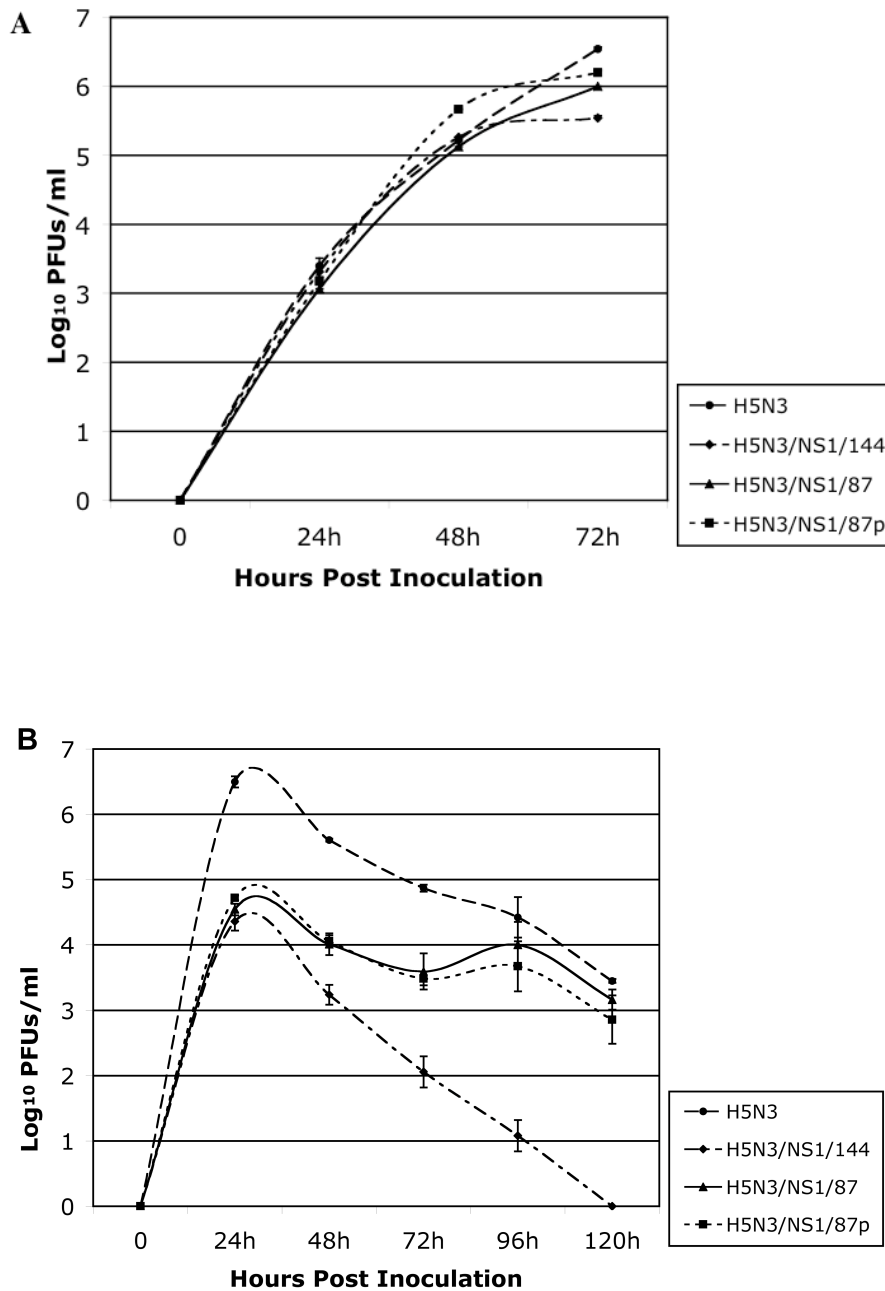 A
7
6
5
4
3
2
1
0
Log₁₀ PFUs/ml
0 24h 48h 72h
Hours Post Inoculation
H5N3
H5N3/NS1/144
H5N3/NS1/87
H5N3/NS1/87p
B
7
6
5
4
3
2
1
0
Log¹⁰ PFUs/ml
0 24h 48h 72h 96h 120h
Hours Post Inoculation
H5N3
H5N3/NS1/144
H5N3/NS1/87
H5N3/NS1/87p